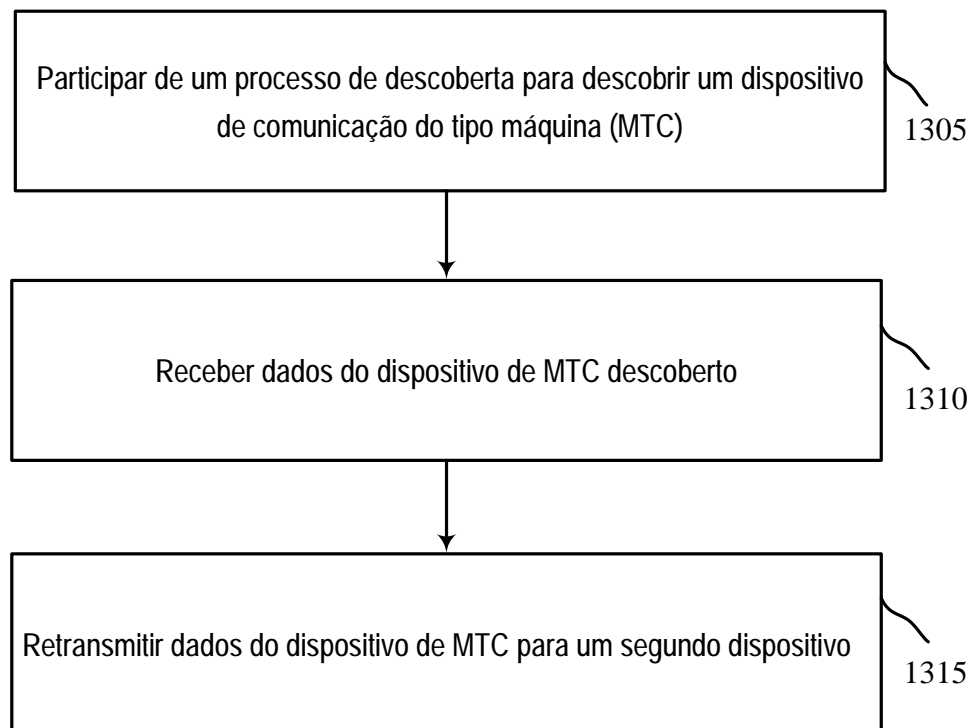 Participar de um processo de descoberta para descobrir um dispositivo
de comunicação do tipo máquina (MTC)
1305
Receber dados do dispositivo de MTC descoberto
1310
Retransmitir dados do dispositivo de MTC para um segundo dispositivo
1315